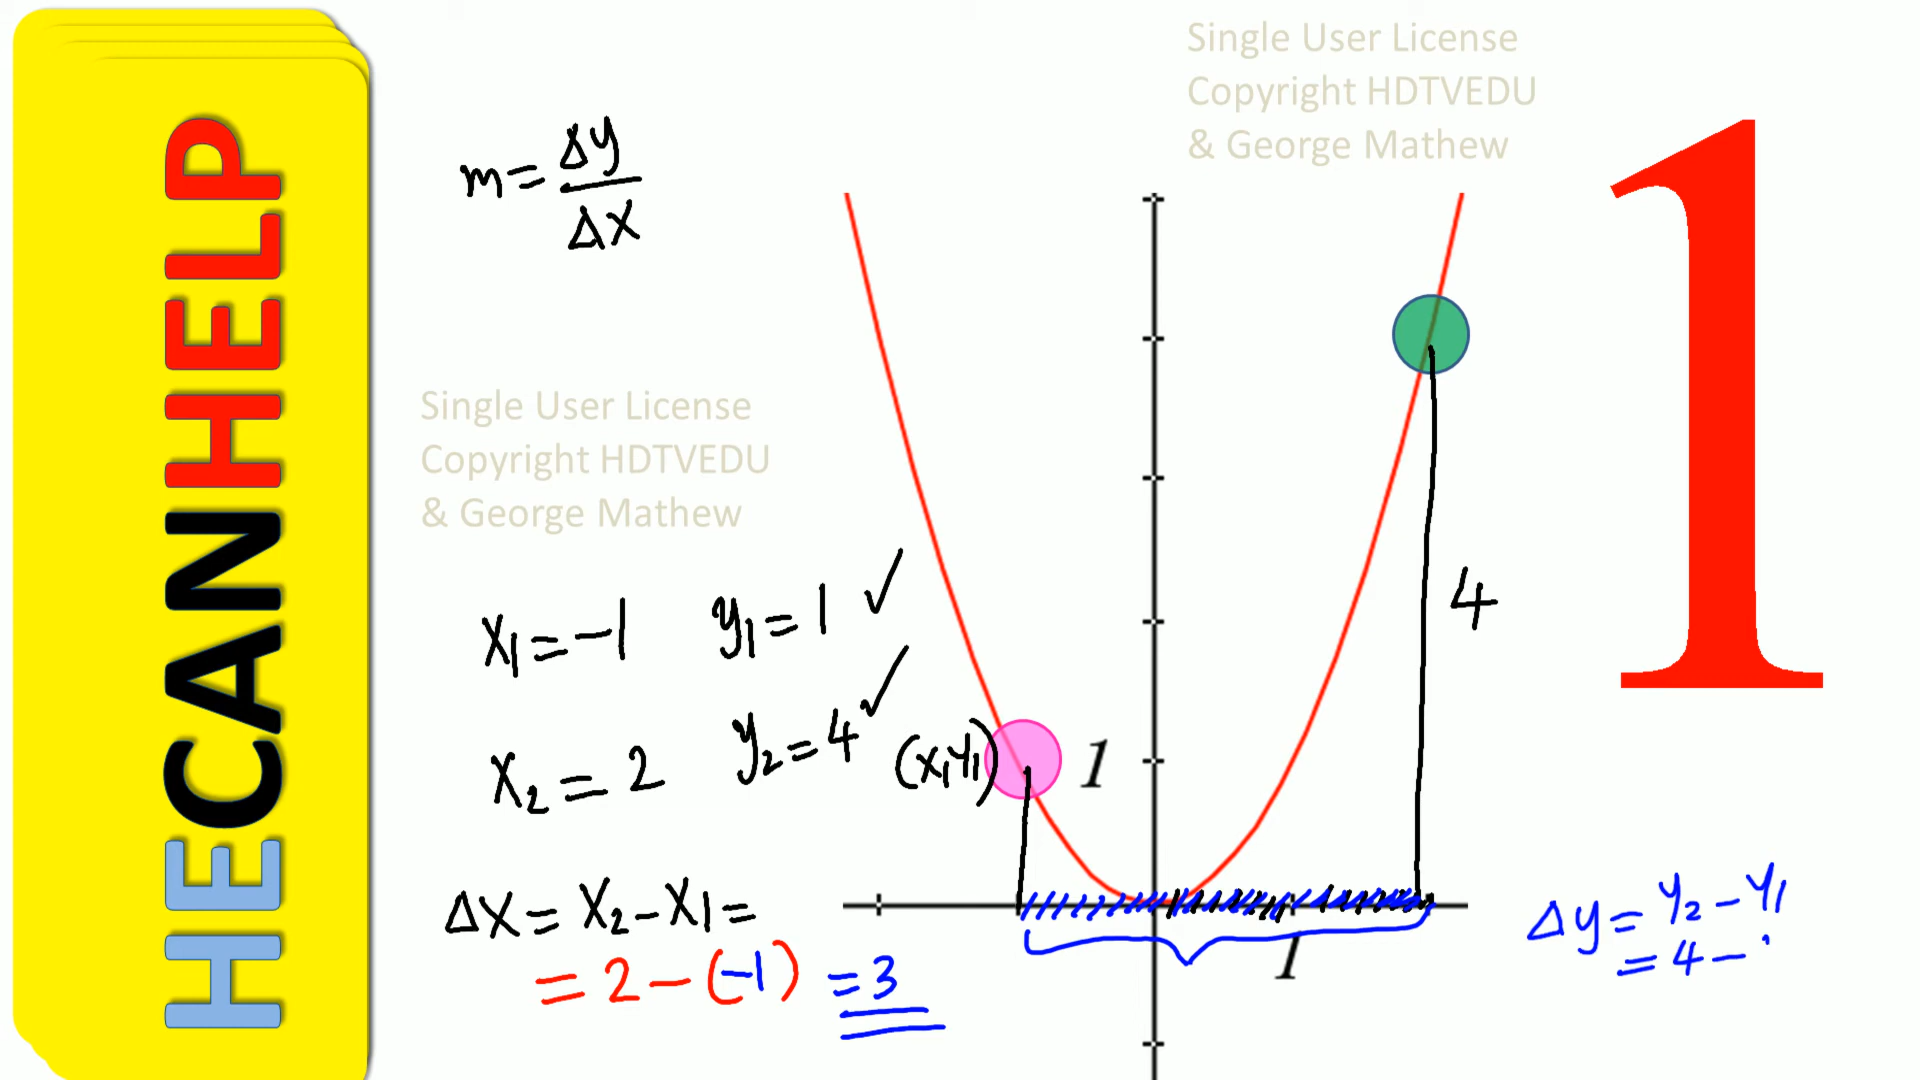 HECANHELP
Single User License
Copyright HDTVEDU
& George Mathew
1
m = Δy/Δx
Single User License
Copyright HDTVEDU
& George Mathew
x₁ = -1 y₁ = 1 ✓
x₂ = 2 y₂ = 4 ✓
(x₁y₁)
1
4
1
Δx = x₂ - x₁ =
= 2 - (-1) = 3
Δy = y₂ - y₁
= 4 -